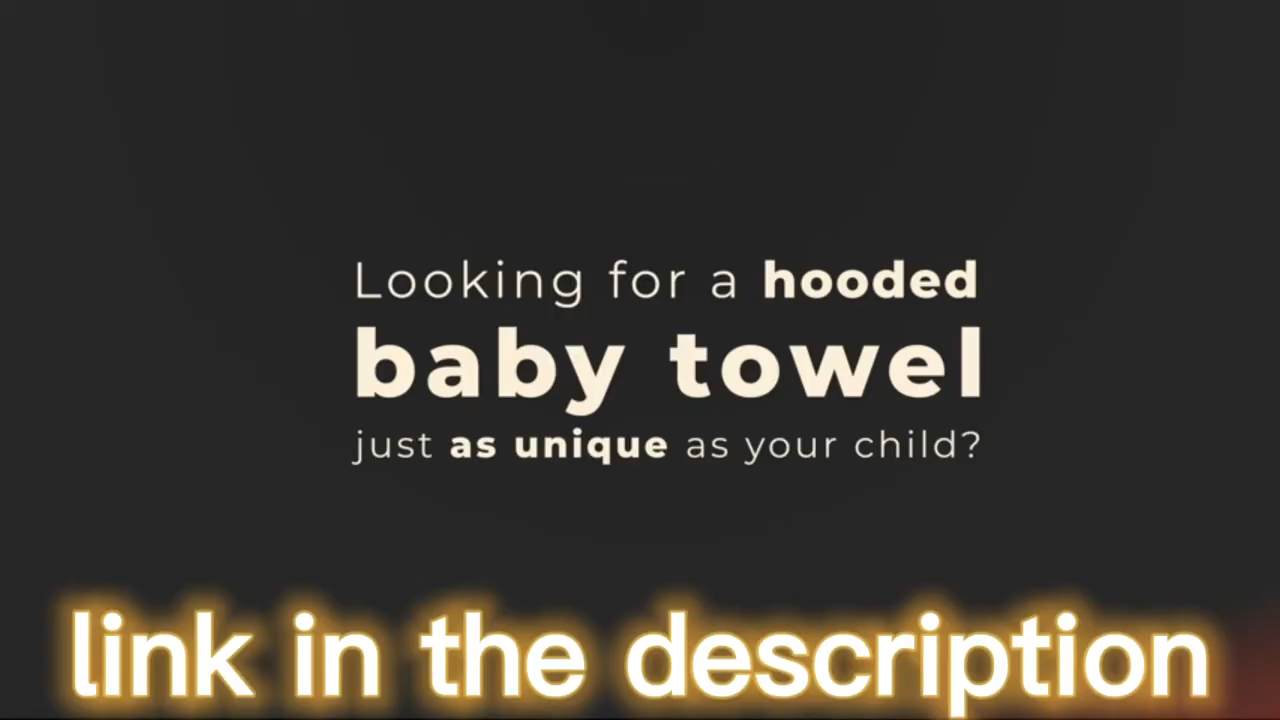 Looking for a hooded
baby towel
just as unique as your child?
link in the description